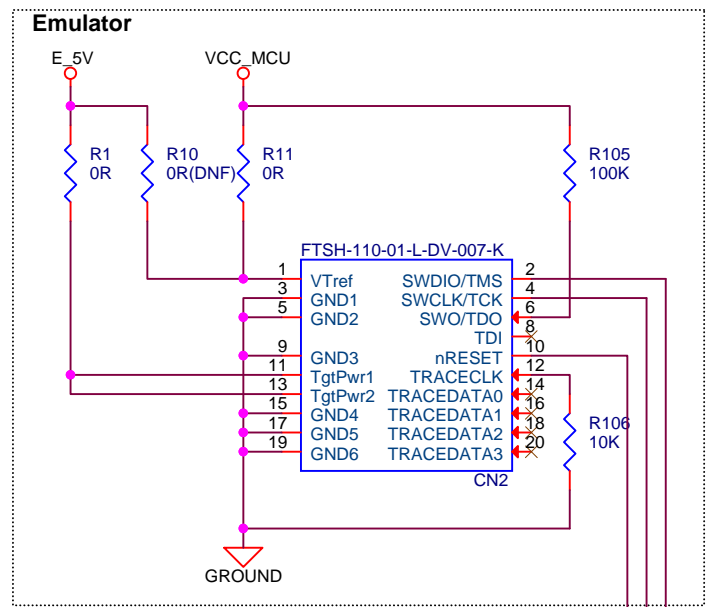 Emulator
E_5V
VCC_MCU
R1
0R
R10
0R(DNF)
R11
0R
R105
100K
FTSH-110-01-L-DV-007-K
1 VTref SWDIO/TMS 2
3 GND1 SWCLK/TCK 4
5 GND2 SWO/TDO 6
TDI 8
9 GND3 nRESET 10
11 TgtPwr1 TRACECLK 12
13 TgtPwr2 TRACEDATA0 14
15 GND4 TRACEDATA1 16
17 GND5 TRACEDATA2 18
19 GND6 TRACEDATA3 20
CN2
R106
10K
GROUND